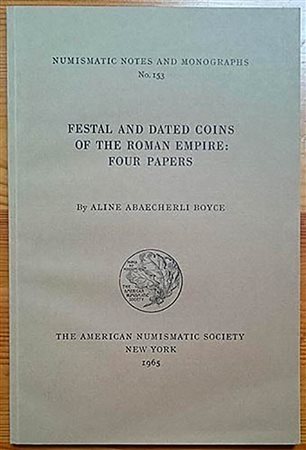 NUMISMATIC NOTES AND MONOGRAPHS
No. 153
FESTAL AND DATED COINS
OF THE ROMAN EMPIRE:
FOUR PAPERS
By ALINE ABAECHERLI BOYCE
THE AMERICAN NUMISMATIC SOCIETY
NEW YORK
1965